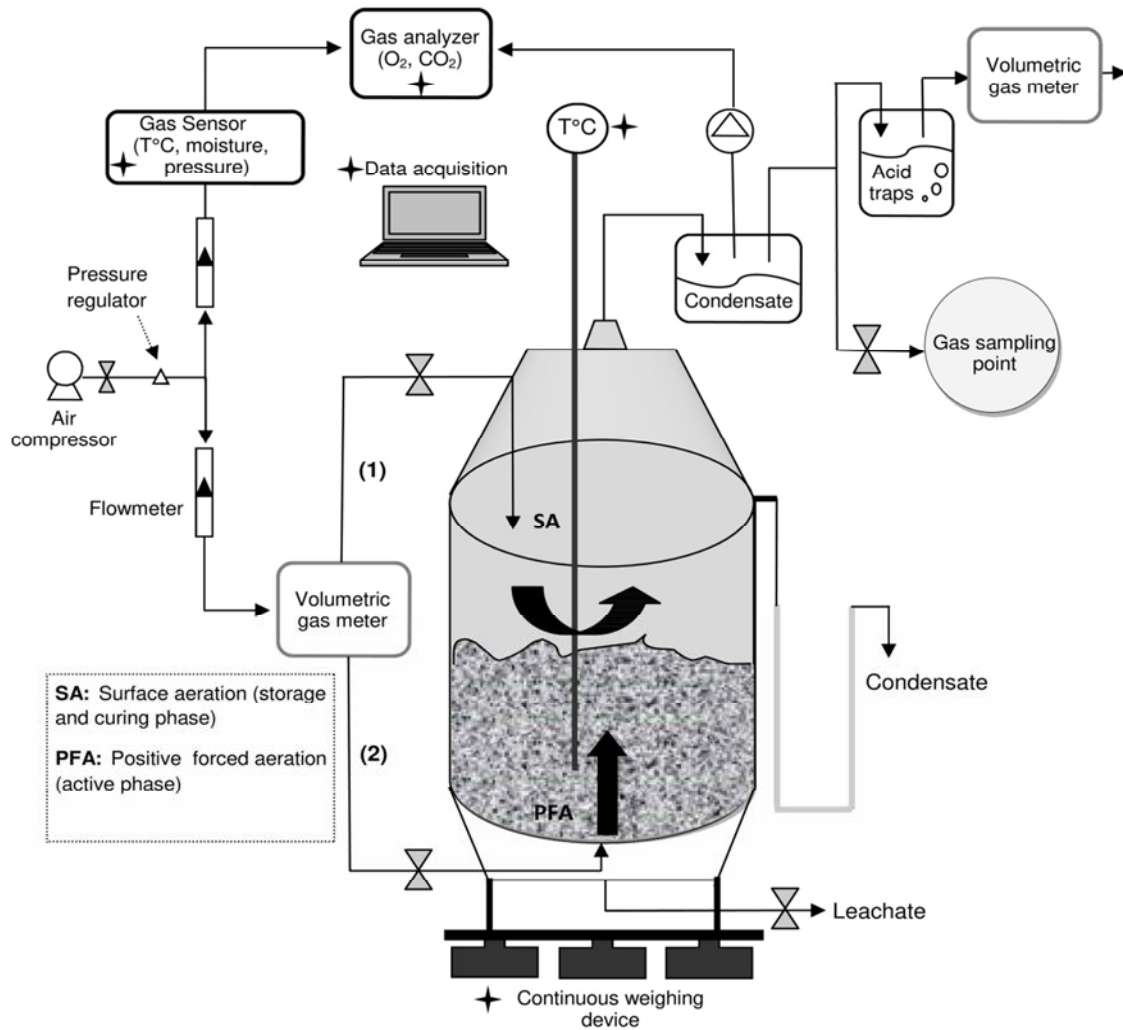 Gas analyzer
(O₂, CO₂)
Volumetric
gas meter
Gas Sensor
(T°C, moisture,
pressure)
T°C
Data acquisition
Acid
traps
Pressure
regulator
Condensate
Gas sampling
point
Air
compressor
(1)
Flowmeter
SA
Volumetric
gas meter
Condensate
SA: Surface aeration (storage
and curing phase)
PFA: Positive forced aeration
(active phase)
(2)
PFA
Leachate
Continuous weighing
device